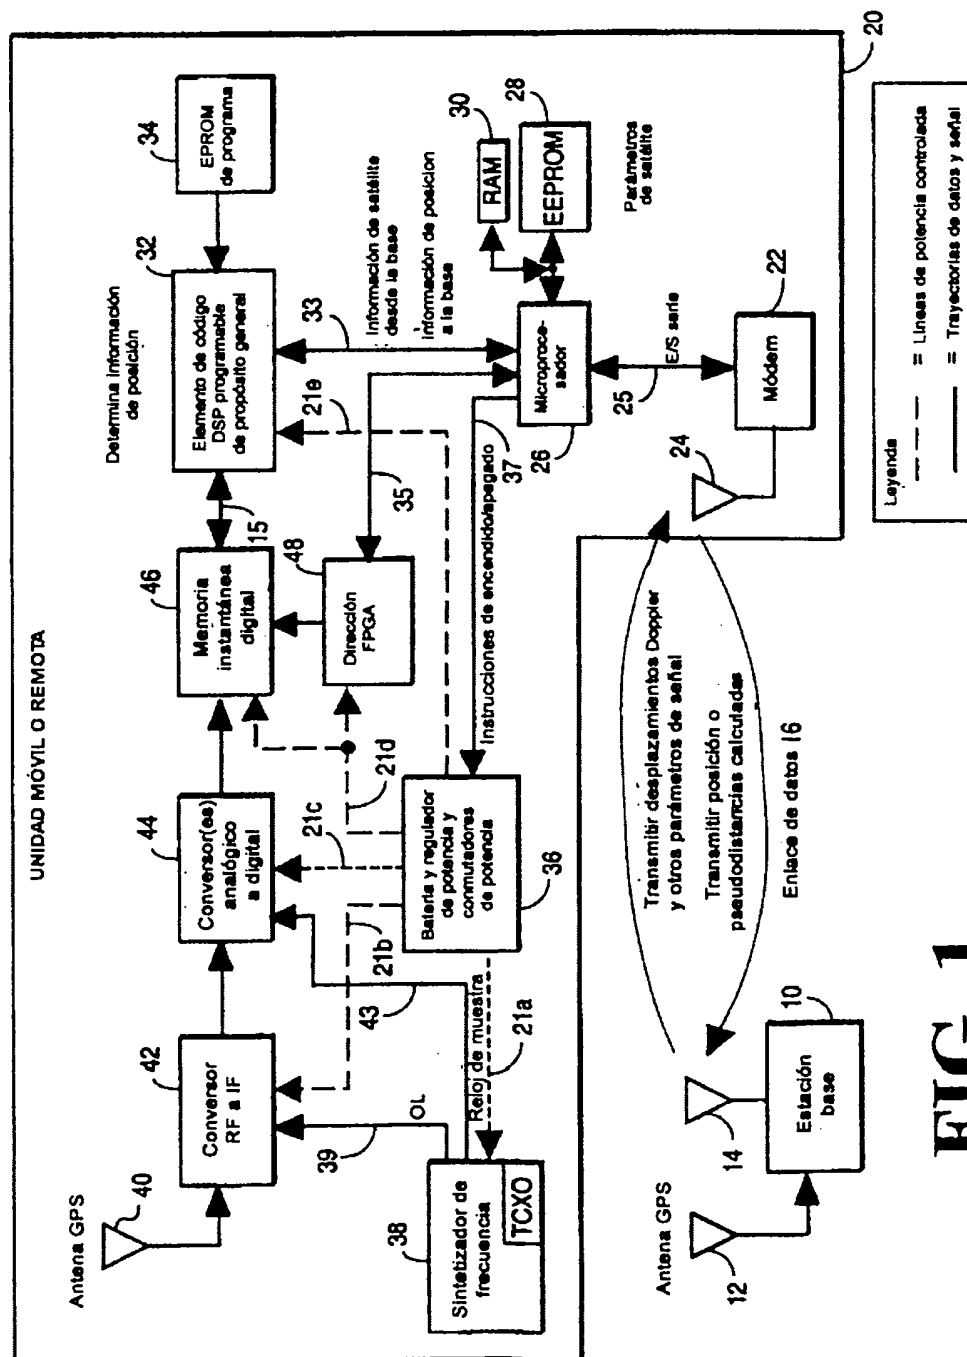 UNIDAD MÓVIL O REMOTA
Antena GPS
40
42
Conversor
RF a IF
44
Conversor(es)
analógico
a digital
46
Memoria
instantánea
digital
15
Determina información
de posición
32
Elemento de código
DSP programable
de propósito general
34
EPROM
de programa
39
OL
43
Reloj de muestra
21a
21b
21c
21d
21e
48
Dirección
FPGA
35
33
Información de satélite
desde la base
información de posicion
a la base
38
Sintetizador de
frecuencia
TCXO
36
Batería y regulador
de potencia y
conmutadores
de potencia
Instrucciones de encendido/apagado
37
26
Microproce-
sador
30
RAM
28
EEPROM
Parámetros
de satélite
25
E/S serie
22
Módem
24
20
Antena GPS
12
14
10
Estación
base
Transmitir desplazamientos Doppler
y otros parámetros de señal
Transmitir posición o
pseudodistancias calculadas
Enlace de datos 16
Leyenda
= Líneas de potencia controlada
= Trayectorias de datos y señal
FIG 1